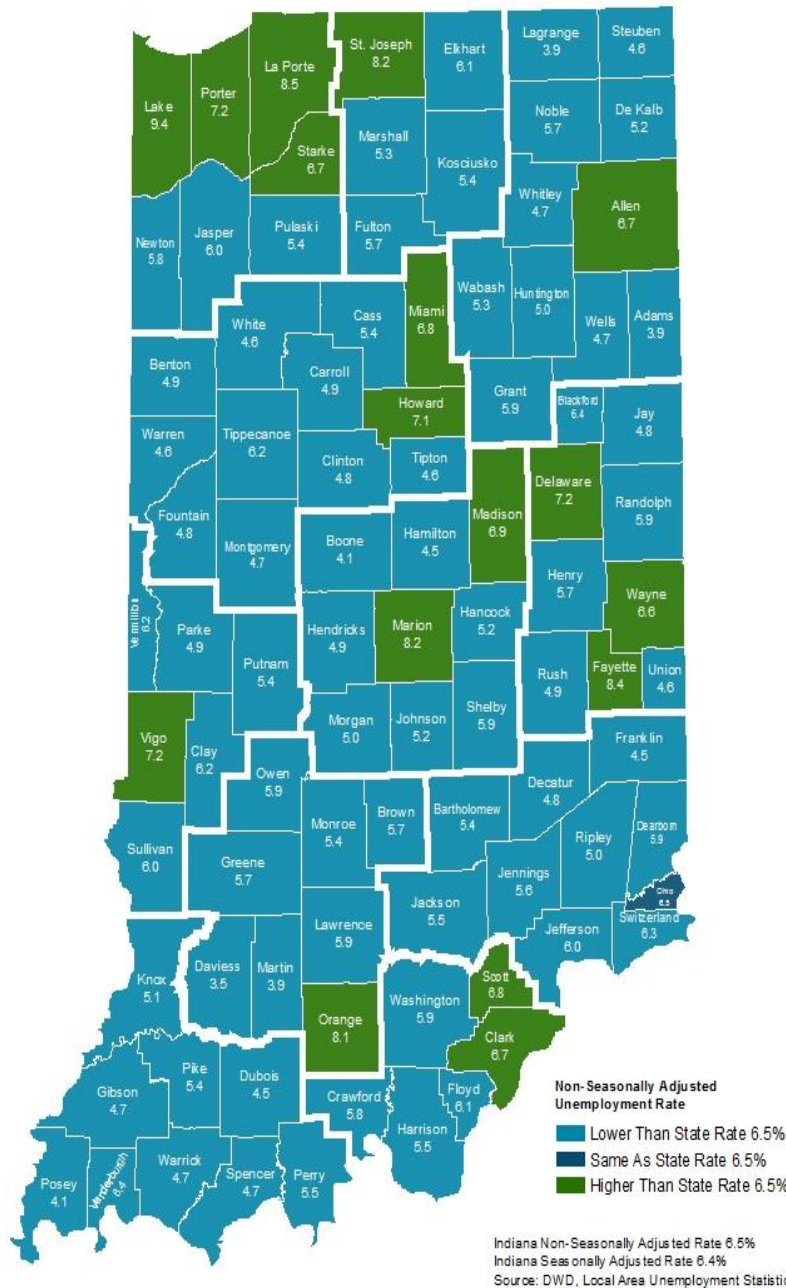 St. Joseph
8.2
Elkhart
6.1
Lagrange
3.9
Steuben
4.6
Lake
9.4
Porter
7.2
La Porte
8.5
Noble
5.7
De Kalb
5.2
Marshall
5.3
Kosciusko
5.4
Starke
6.7
Whitley
4.7
Allen
6.7
Newton
5.8
Jasper
6.0
Pulaski
5.4
Fulton
5.7
Wabash
5.3
Huntington
5.0
Wells
4.7
Adams
3.9
White
4.6
Cass
5.4
Miami
6.8
Benton
4.9
Carroll
4.9
Grant
5.9
Blackford
6.4
Jay
4.8
Howard
7.1
Warren
4.6
Tippecanoe
6.2
Clinton
4.8
Tipton
4.6
Delaware
7.2
Randolph
5.9
Fountain
4.8
Montgomery
4.7
Boone
4.1
Hamilton
4.5
Madison
6.9
Henry
5.7
Wayne
6.6
Vermillion
6.2
Parke
4.9
Putnam
5.4
Hendricks
4.9
Marion
8.2
Hancock
5.2
Rush
4.9
Fayette
8.4
Union
4.6
Vigo
7.2
Clay
6.2
Morgan
5.0
Johnson
5.2
Shelby
5.9
Franklin
4.5
Owen
5.9
Decatur
4.8
Sullivan
6.0
Greene
5.7
Monroe
5.4
Brown
5.7
Bartholomew
5.4
Ripley
5.0
Dearborn
5.9
Jennings
5.6
Ohio
6.5
Jackson
5.5
Switzerland
6.3
Lawrence
5.9
Jefferson
6.0
Knox
5.1
Daviess
3.5
Martin
3.9
Orange
8.1
Washington
5.9
Scott
6.8
Clark
6.7
Gibson
4.7
Pike
5.4
Dubois
4.5
Crawford
5.8
Floyd
6.1
Harrison
5.5
Posey
4.1
Vanderburgh
6.4
Warrick
4.7
Spencer
4.7
Perry
5.5
Non-Seasonally Adjusted
Unemployment Rate
Lower Than State Rate 6.5%
Same As State Rate 6.5%
Higher Than State Rate 6.5%
Indiana Non-Seasonally Adjusted Rate 6.5%
Indiana Seasonally Adjusted Rate 6.4%
Source: DWD, Local Area Unemployment Statistic